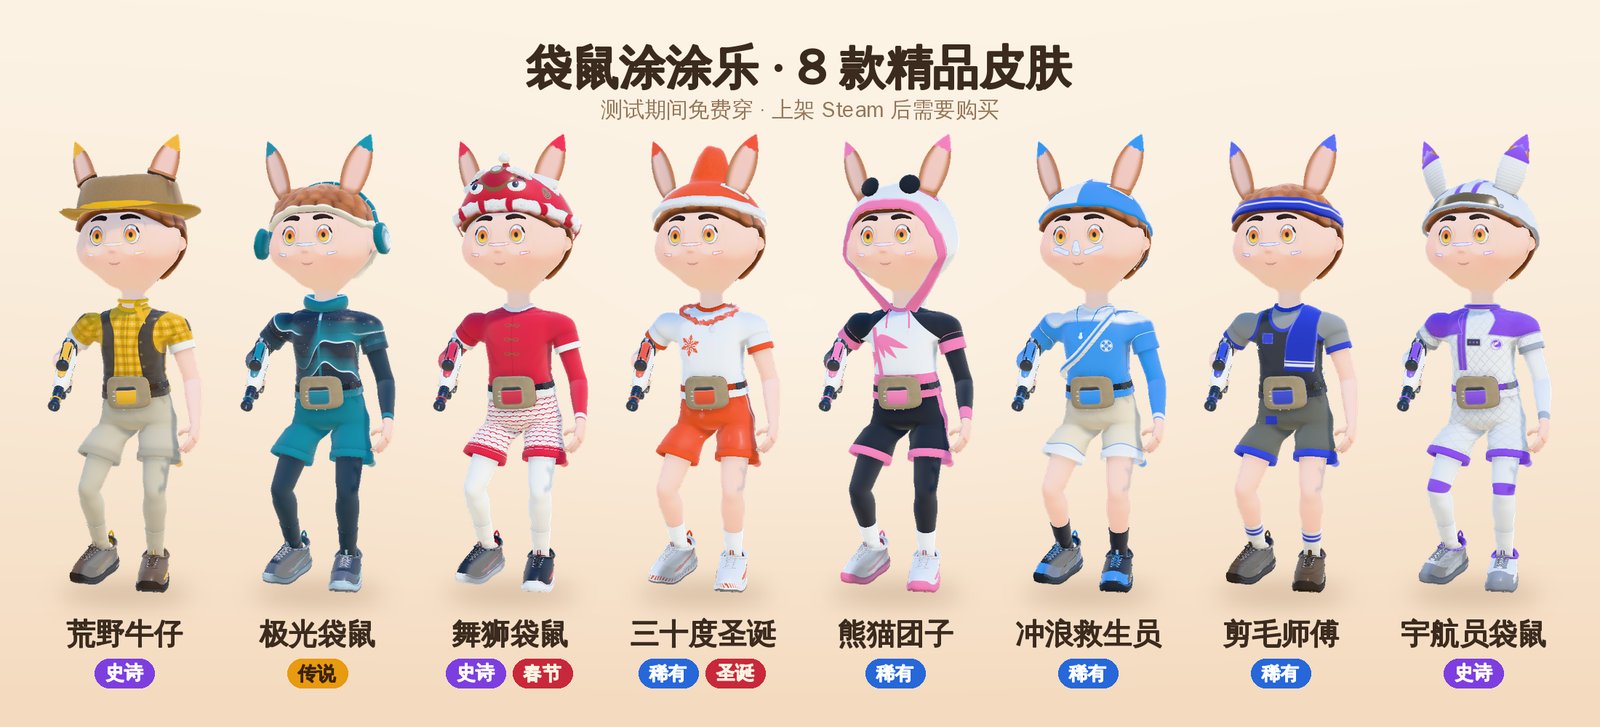 袋鼠涂涂乐 · 8 款精品皮肤
测试期间免费穿 · 上架 Steam 后需要购买
荒野牛仔
史诗
极光袋鼠
传说
舞狮袋鼠
史诗 春节
三十度圣诞
稀有 圣诞
熊猫团子
稀有
冲浪救生员
稀有
剪毛师傅
稀有
宇航员袋鼠
史诗